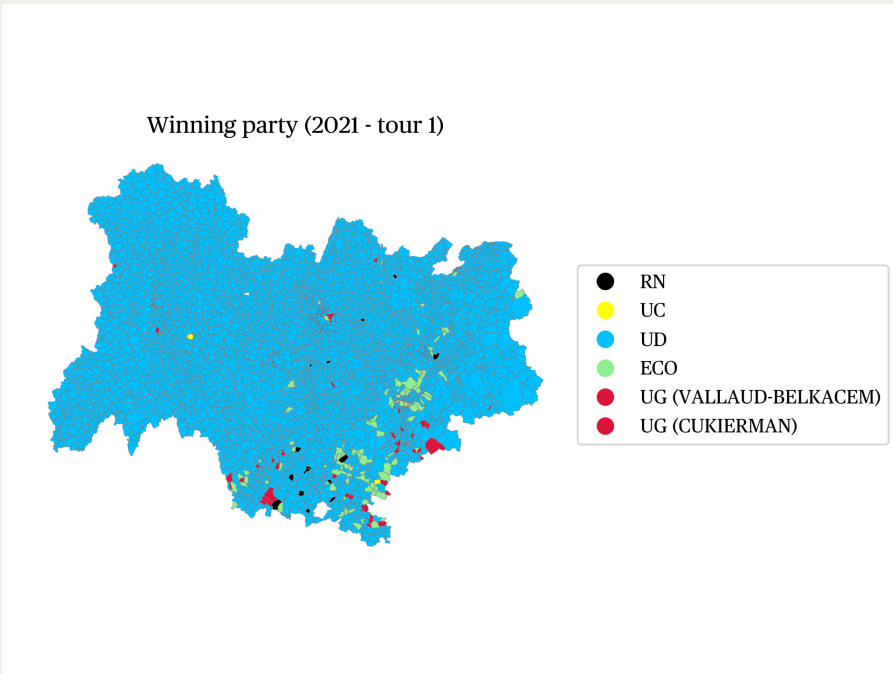 Winning party (2021 - tour 1)
RN
UC
UD
ECO
UG (VALLAUD-BELKACEM)
UG (CUKIERMAN)